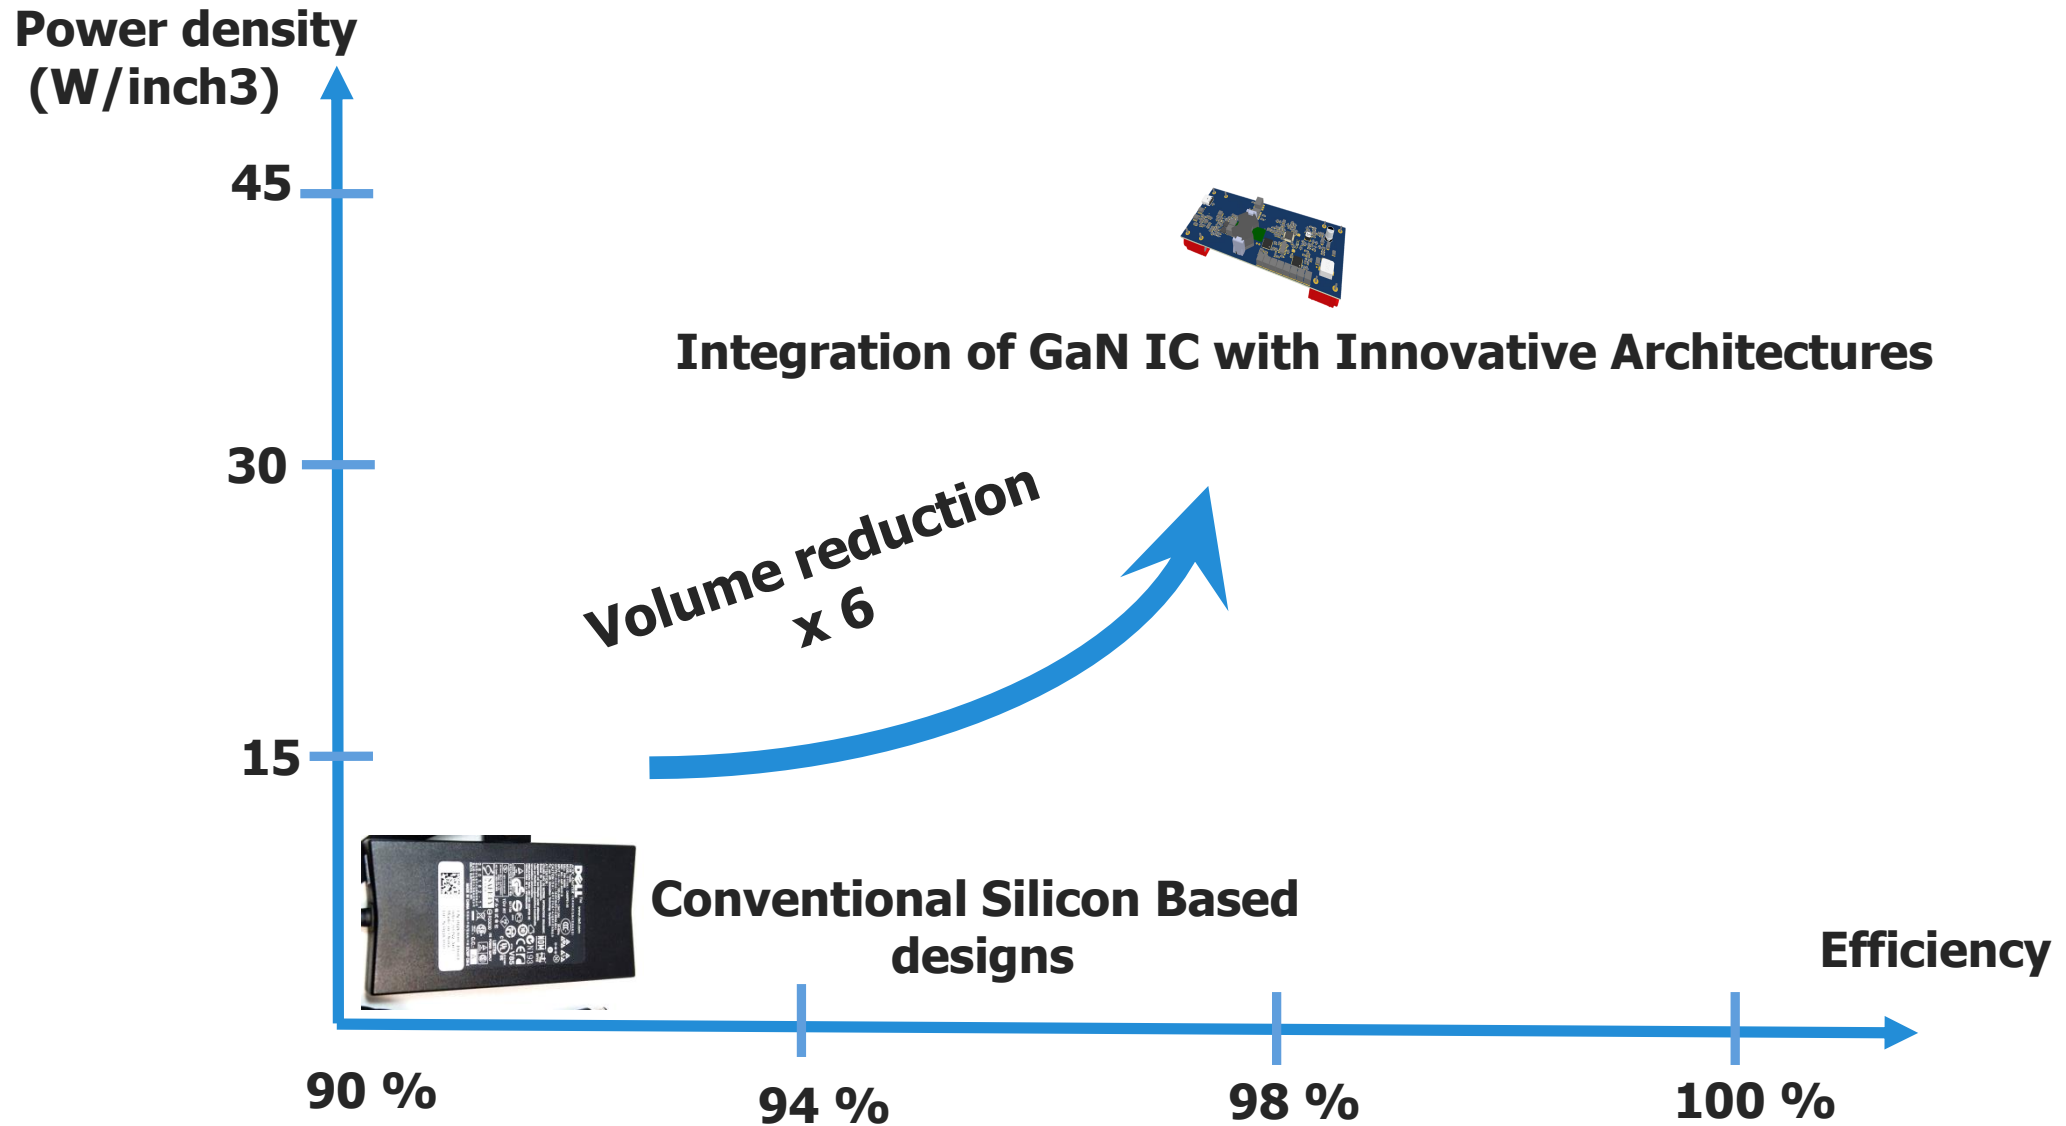 Power density
(W/inch3)
45
Integration of GaN IC with Innovative Architectures
30
Volume reduction
x 6
15
DELL
Conventional Silicon Based
designs
Efficiency
90 %
94 %
98 %
100 %